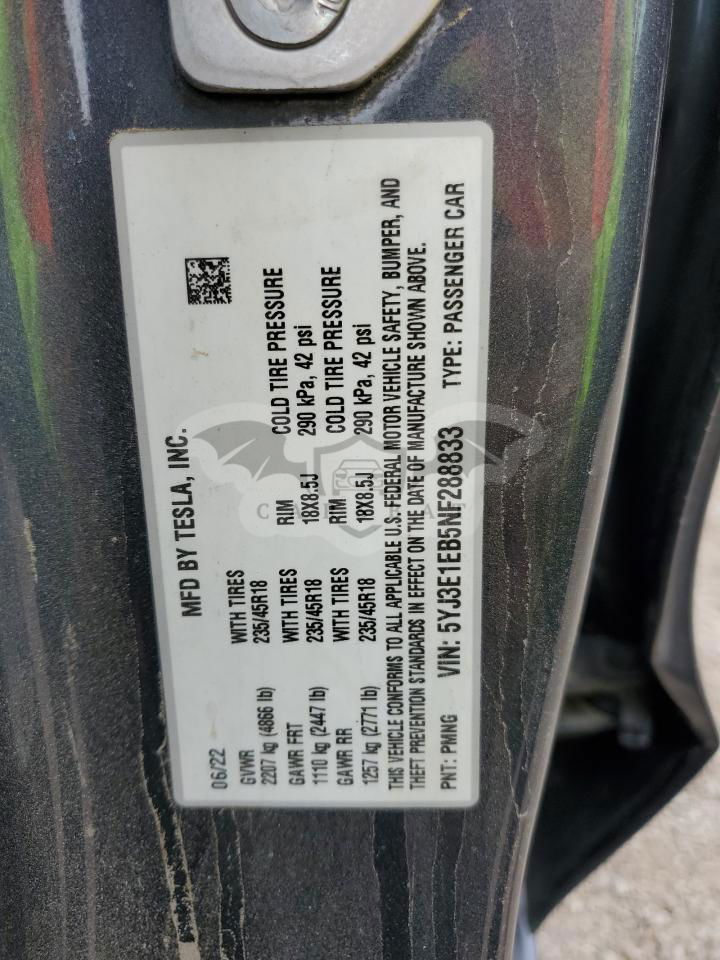 MFD BY TESLA, INC.
06/22
GVWR WITH TIRES RIM COLD TIRE PRESSURE
2207 kg (4866 lb) 235/45R18 18X8.5J 290 kPa, 42 psi
GAWR FRT WITH TIRES RIM COLD TIRE PRESSURE
1110 kg (2447 lb) 235/45R18 18X8.5J 290 kPa, 42 psi
GAWR RR WITH TIRES
1257 kg (2771 lb) 235/45R18
THIS VEHICLE CONFORMS TO ALL APPLICABLE U.S. FEDERAL MOTOR VEHICLE SAFETY, BUMPER, AND
THEFT PREVENTION STANDARDS IN EFFECT ON THE DATE OF MANUFACTURE SHOWN ABOVE.
PNT: PMNG VIN: 5YJ3E1EB5NF288833 TYPE: PASSENGER CAR